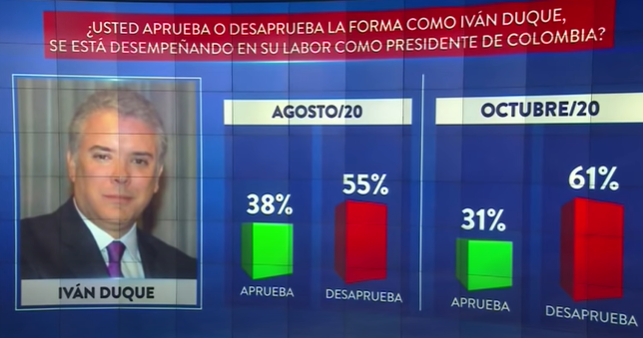 ¿USTED APRUEBA O DESAPRUEBA LA FORMA COMO IVÁN DUQUE,
SE ESTÁ DESEMPEÑANDO EN SU LABOR COMO PRESIDENTE DE COLOMBIA?
AGOSTO/20
38%
APRUEBA
55%
DESAPRUEBA
OCTUBRE/20
31%
APRUEBA
61%
DESAPRUEBA
IVÁN DUQUE